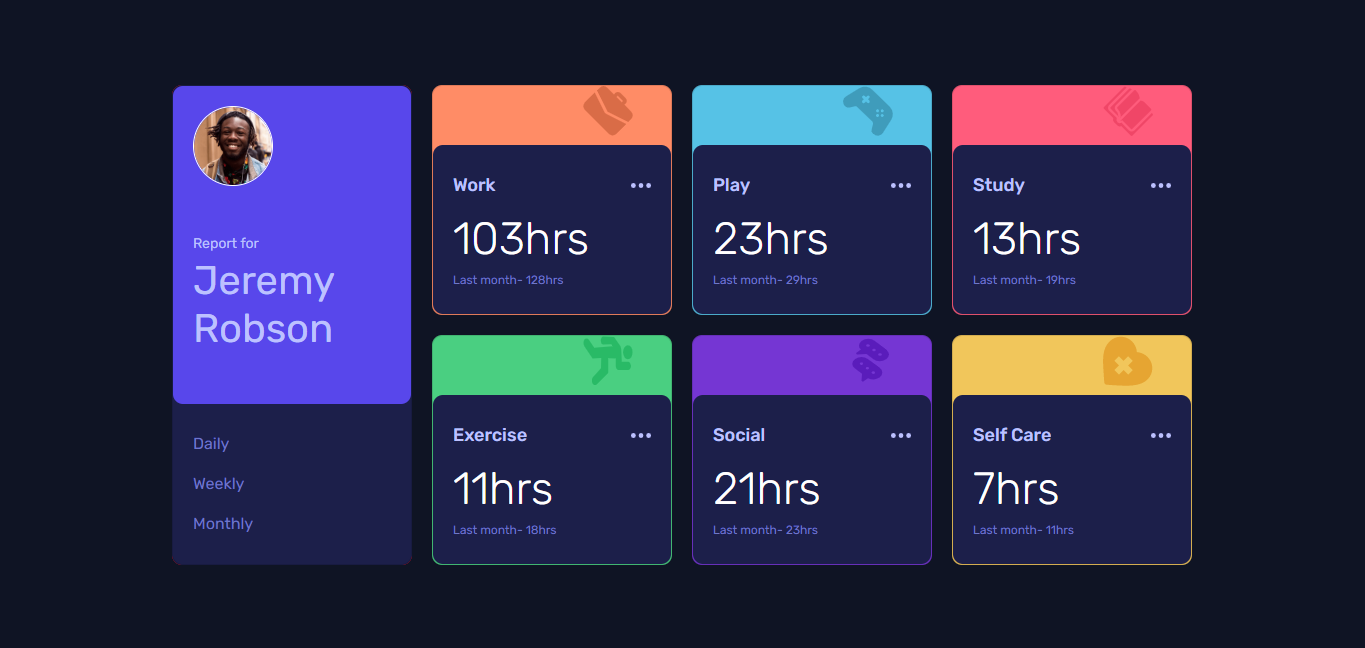 Report for
Jeremy
Robson
Daily
Weekly
Monthly
Work
103hrs
Last month- 128hrs
Play
23hrs
Last month- 29hrs
Study
13hrs
Last month- 19hrs
Exercise
11hrs
Last month- 18hrs
Social
21hrs
Last month- 23hrs
Self Care
7hrs
Last month- 11hrs